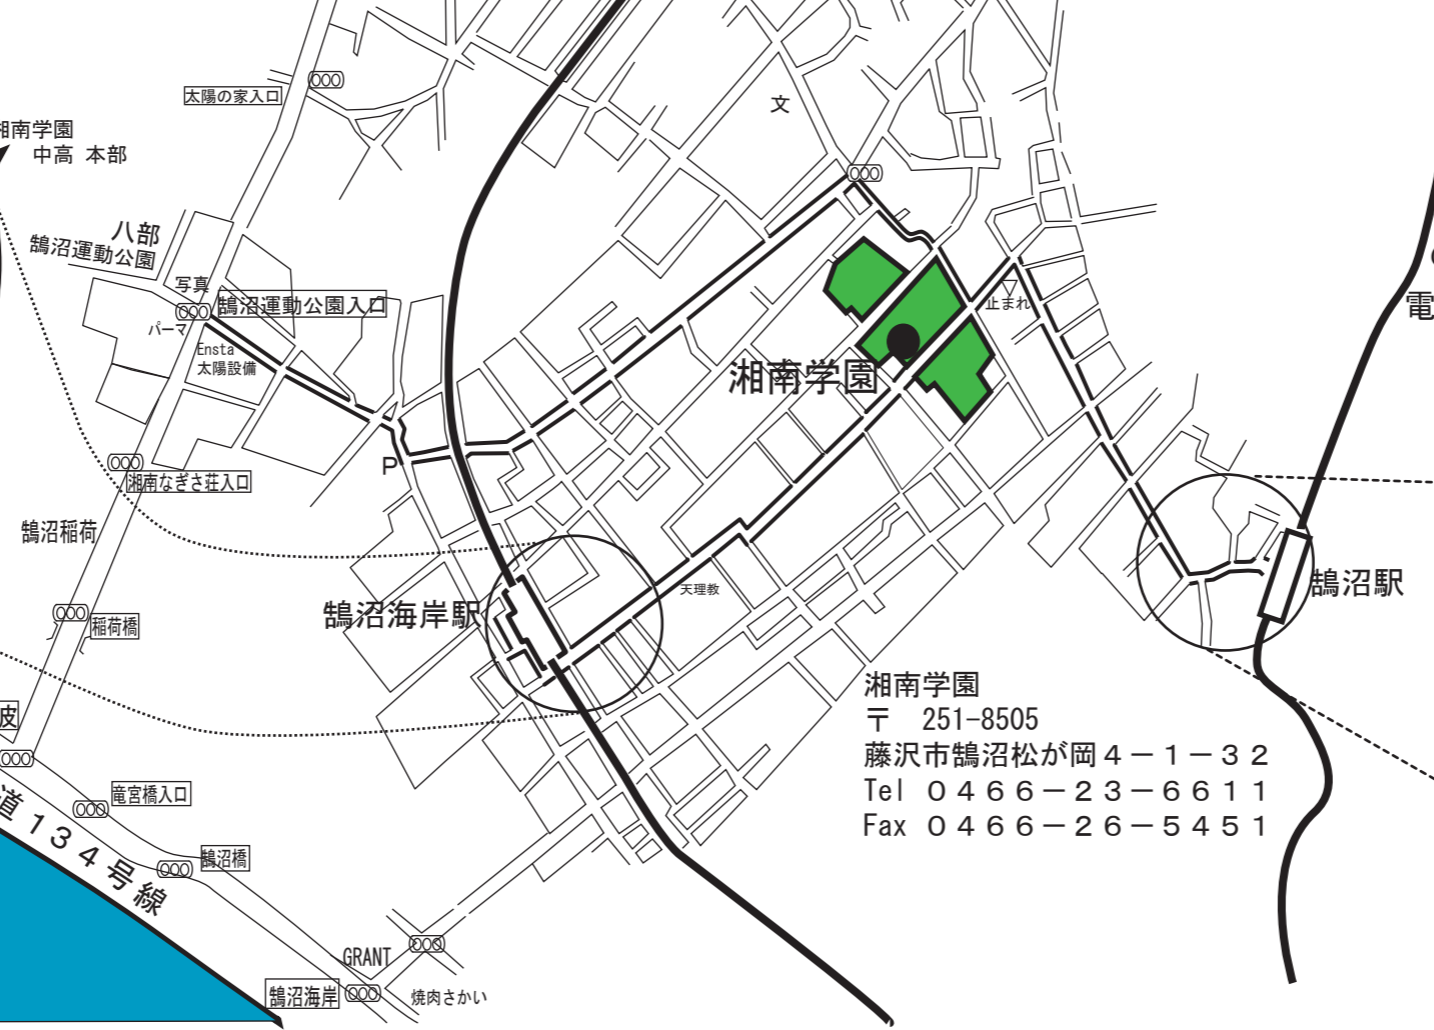 太陽の家入口
文
湘南学園
中高 本部
八部
鵠沼運動公園
写真
鵠沼運動公園入口
パーマ
Ensta
太陽設備
止まれ
電
湘南学園
P
湘南なぎさ荘入口
鵠沼稲荷
天理教
鵠沼海岸駅
鵠沼駅
稲荷橋
湘南学園
〒 251-8505
藤沢市鵠沼松が岡4-1-32
Tel 0466-23-6611
Fax 0466-26-5451
波
竜宮橋入口
道134号線
鵠沼橋
GRANT
鵠沼海岸
焼肉さかい